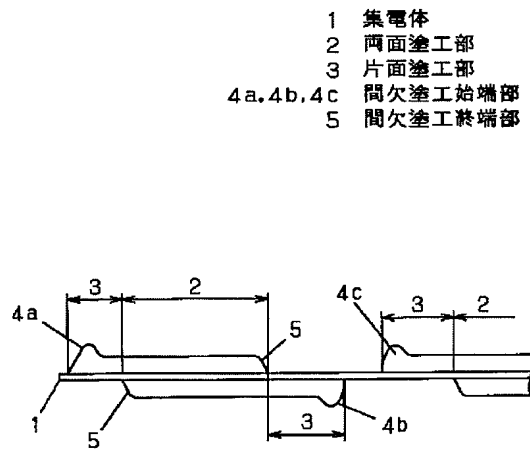 1 集電体
2 両面塗工部
3 片面塗工部
4a.4b.4c 間欠塗工始端部
5 間欠塗工終端部
3 2 4c 3 2
4a 5
1 5 4b
3